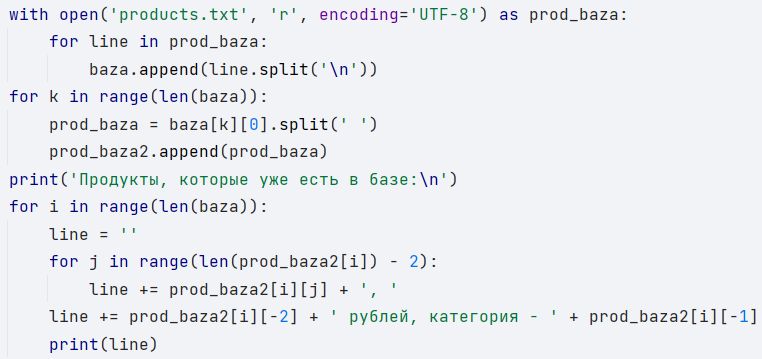 with open('products.txt', 'r', encoding='UTF-8') as prod_baza:
    for line in prod_baza:
        baza.append(line.split('\n'))
for k in range(len(baza)):
    prod_baza = baza[k][0].split(' ')
    prod_baza2.append(prod_baza)
print('Продукты, которые уже есть в базе:\n')
for i in range(len(baza)):
    line = ''
    for j in range(len(prod_baza2[i]) - 2):
        line += prod_baza2[i][j] + ', '
    line += prod_baza2[i][-2] + ' рублей, категория - ' + prod_baza2[i][-1]
    print(line)